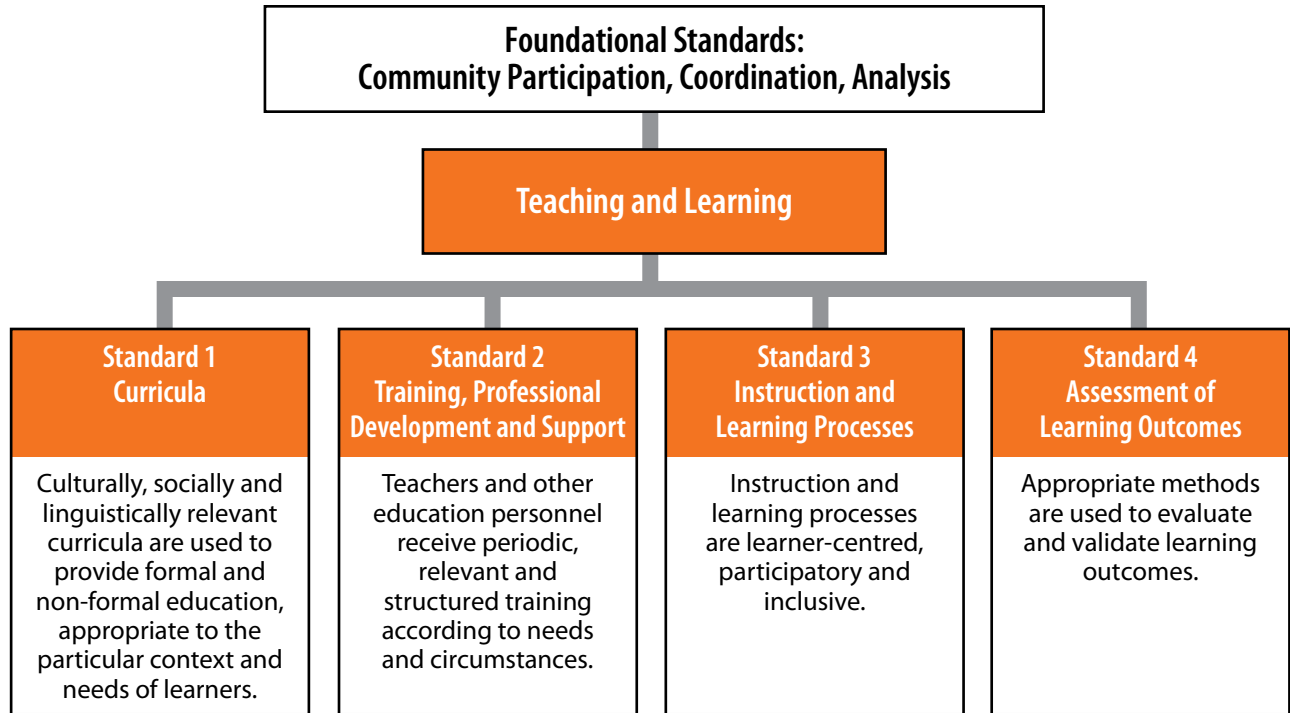 Foundational Standards:
Community Participation, Coordination, Analysis
Teaching and Learning
Standard 1
Curricula
Culturally, socially and
linguistically relevant
curricula are used to
provide formal and
non-formal education,
appropriate to the
particular context and
needs of learners.
Standard 2
Training, Professional
Development and Support
Teachers and other
education personnel
receive periodic,
relevant and
structured training
according to needs
and circumstances.
Standard 3
Instruction and
Learning Processes
Instruction and
learning processes
are learner-centred,
participatory and
inclusive.
Standard 4
Assessment of
Learning Outcomes
Appropriate methods
are used to evaluate
and validate learning
outcomes.